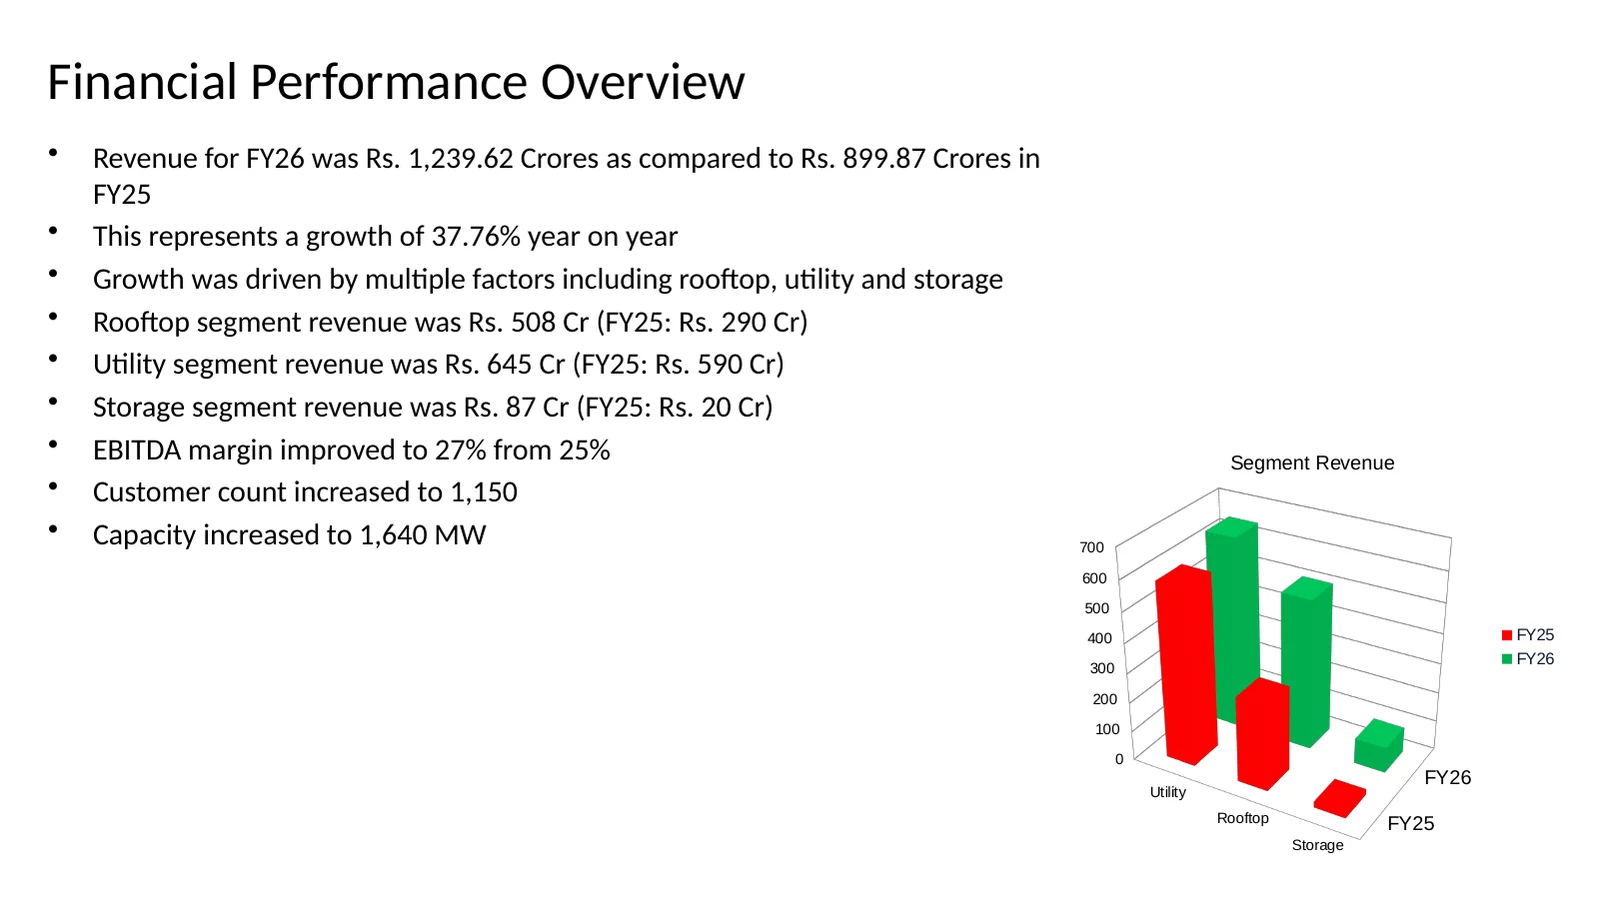 Financial Performance Overview
• Revenue for FY26 was Rs. 1,239.62 Crores as compared to Rs. 899.87 Crores in
FY25
• This represents a growth of 37.76% year on year
• Growth was driven by multiple factors including rooftop, utility and storage
• Rooftop segment revenue was Rs. 508 Cr (FY25: Rs. 290 Cr)
• Utility segment revenue was Rs. 645 Cr (FY25: Rs. 590 Cr)
• Storage segment revenue was Rs. 87 Cr (FY25: Rs. 20 Cr)
• EBITDA margin improved to 27% from 25%
• Customer count increased to 1,150
• Capacity increased to 1,640 MW
Segment Revenue
700
600
500
400
300
200
100
0
Utility
Rooftop
Storage
FY25
FY26
FY25
FY26